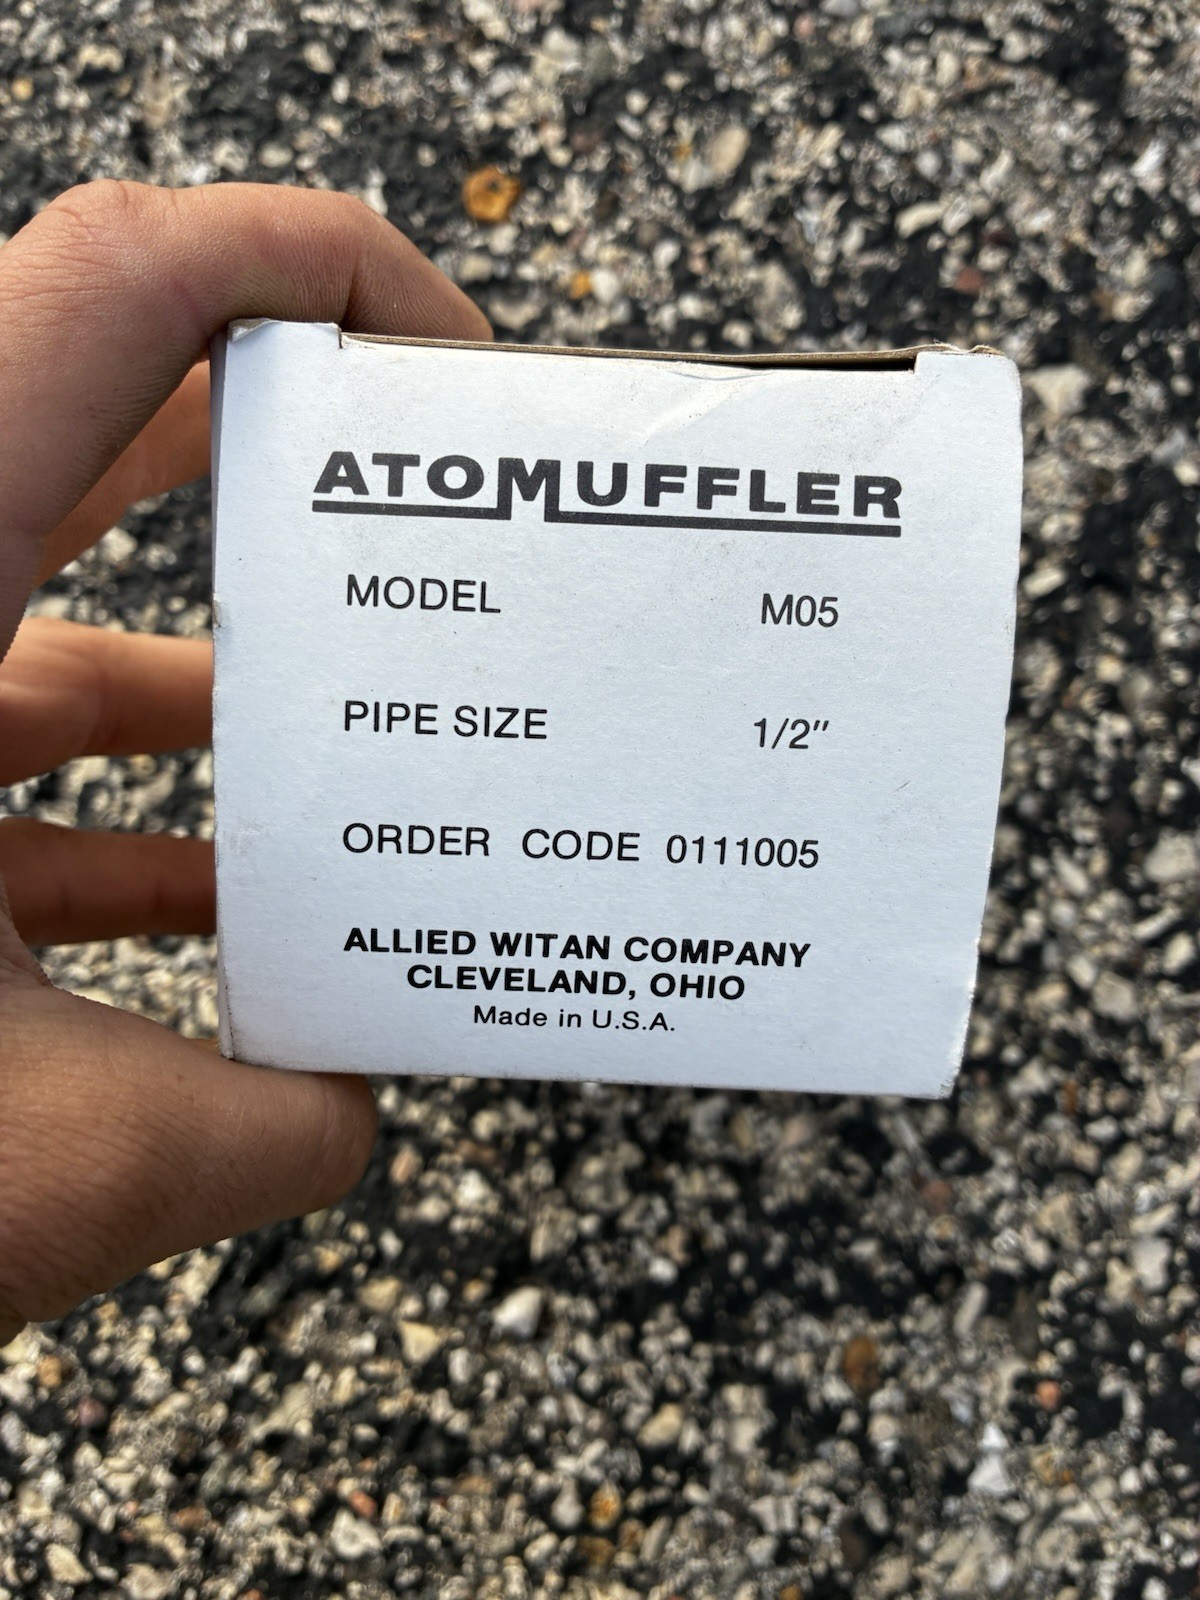 ATOMUFFLER
MODEL M05
PIPE SIZE 1/2"
ORDER CODE 0111005
ALLIED WITAN COMPANY
CLEVELAND, OHIO
Made in U.S.A.